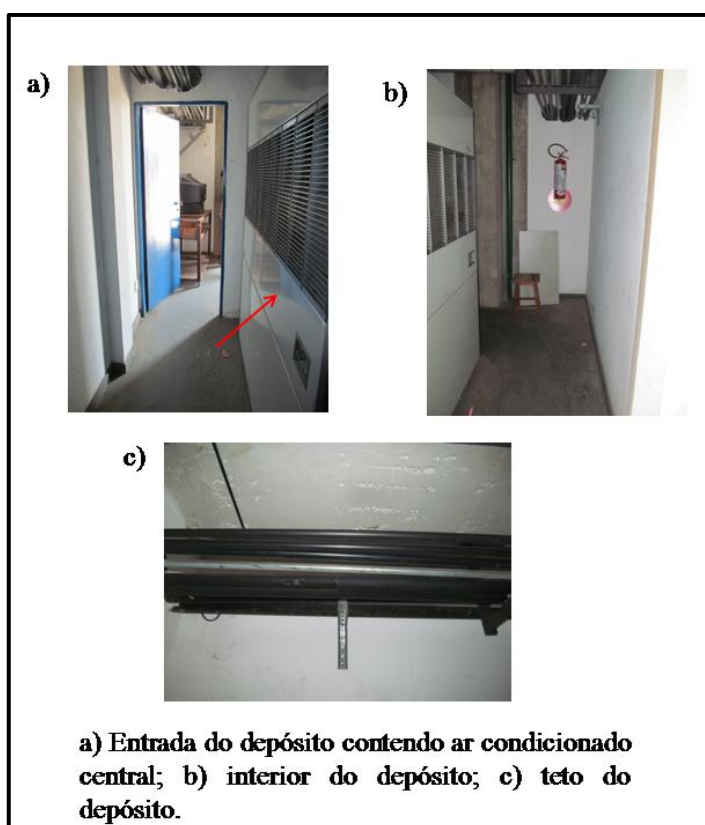 a)
b)
c)
a) Entrada do depósito contendo ar condicionado
central; b) interior do depósito; c) teto do
depósito.